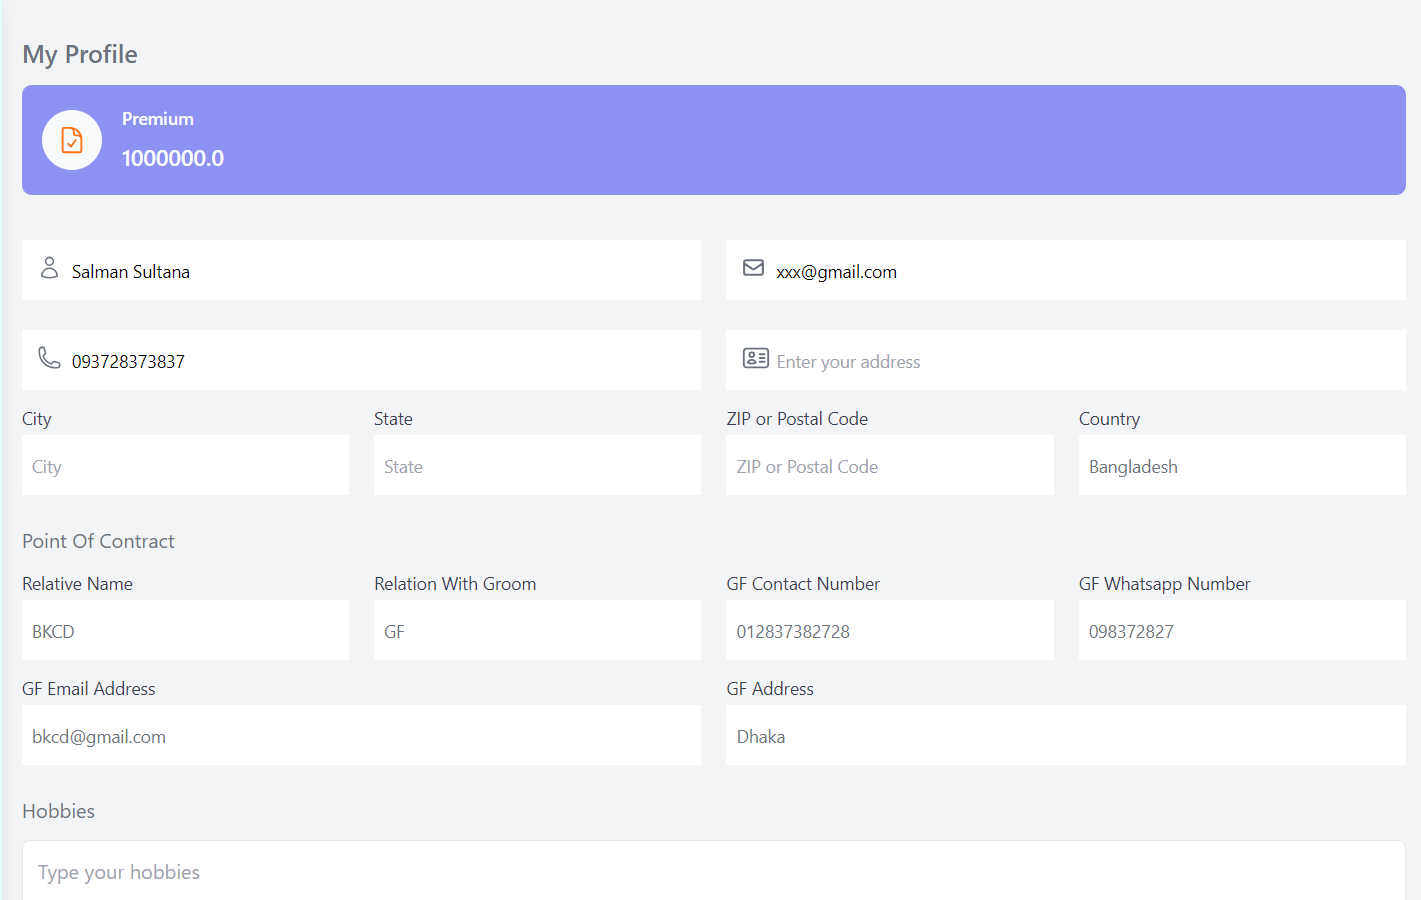 My Profile
Premium
1000000.0
Salman Sultana
xxx@gmail.com
093728373837
Enter your address
City
State
ZIP or Postal Code
Country
City
State
ZIP or Postal Code
Bangladesh
Point Of Contract
Relative Name
Relation With Groom
GF Contact Number
GF Whatsapp Number
BKCD
GF
012837382728
098372827
GF Email Address
GF Address
bkcd@gmail.com
Dhaka
Hobbies
Type your hobbies